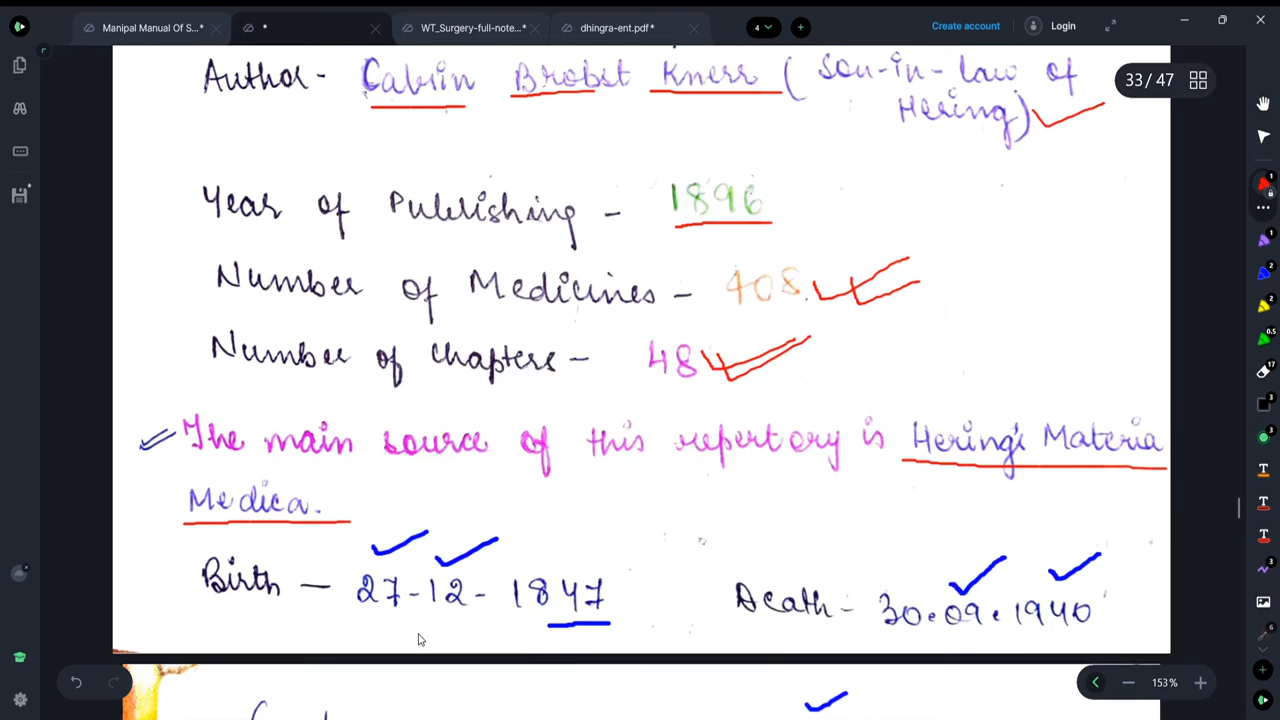 Manipal Manual Of S...*
*
WT_Surgery-full-note...*
dhingra-ent.pdf*
4
Create account
Login
33 / 47
Author - Calvin Brobst Knerr (Son-in-law of
Hering)
Year of Publishing - 1896
Number of Medicines - 408.
Number of chapters - 48
The main source of this repertory is Hering's Materia
Medica.
Birth - 27-12-1847
Death - 30.09.1940
153%